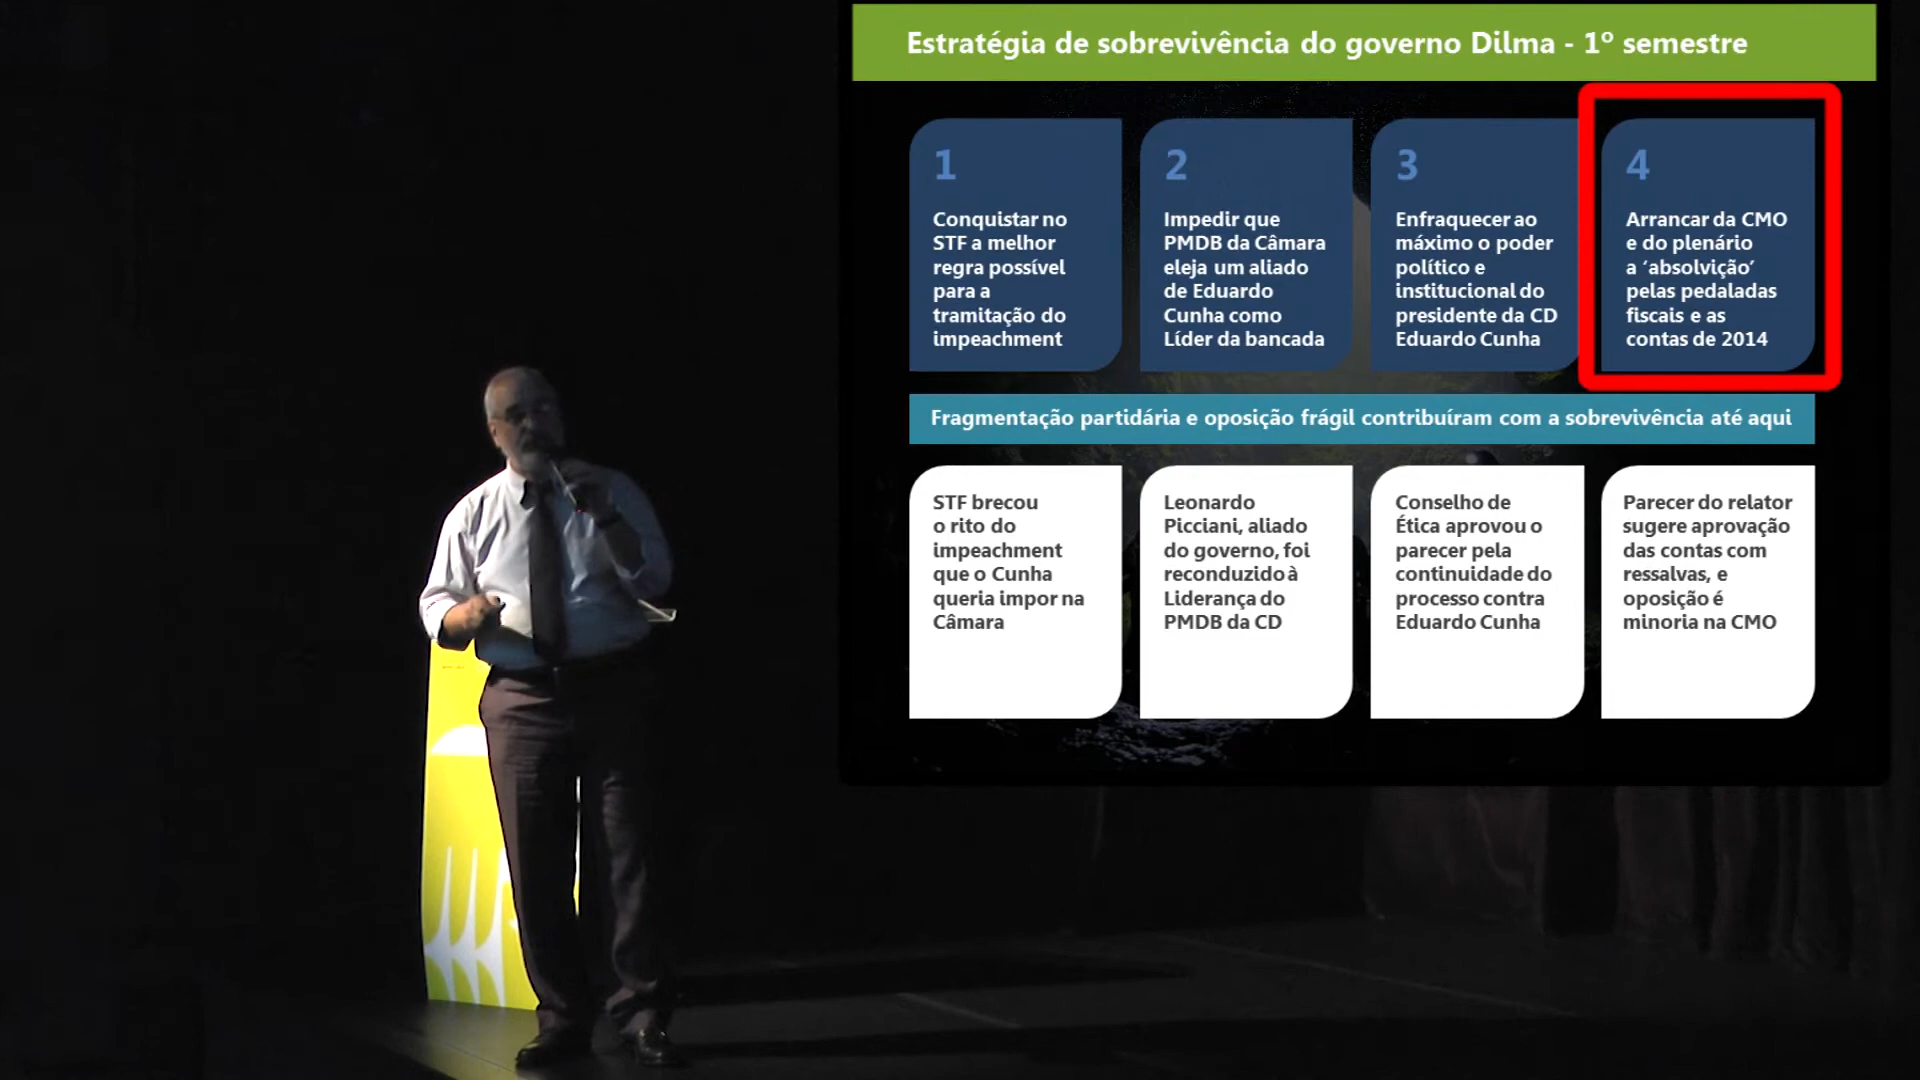 Estratégia de sobrevivência do governo Dilma - 1º semestre
1
Conquistar no
STF a melhor
regra possível
para a
tramitação do
impeachment
2
Impedir que
PMDB da Câmara
eleja um aliado
de Eduardo
Cunha como
Líder da bancada
3
Enfraquecer ao
máximo o poder
político e
institucional do
presidente da CD
Eduardo Cunha
4
Arrancar da CMO
e do plenário
a ‘absolvição’
pelas pedaladas
fiscais e as
contas de 2014
Fragmentação partidária e oposição frágil contribuíram com a sobrevivência até aqui
STF brecou
o rito do
impeachment
que o Cunha
queria impor na
Câmara
Leonardo
Picciani, aliado
do governo, foi
reconduzido à
Liderança do
PMDB da CD
Conselho de
Ética aprovou o
parecer pela
continuidade do
processo contra
Eduardo Cunha
Parecer do relator
sugere aprovação
das contas com
ressalvas, e
oposição é
minoria na CMO